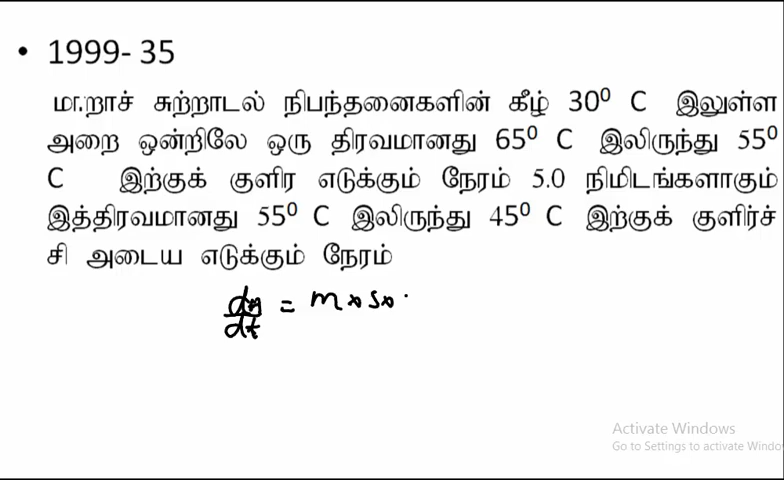 • 1999- 35
மாறாச் சுற்றாடல் நிபந்தனைகளின் கீழ் 30⁰ C இலுள்ள
அறை ஒன்றிலே ஒரு திரவமானது 65⁰ C இலிருந்து 55⁰
C இற்குக் குளிர எடுக்கும் நேரம் 5.0 நிமிடங்களாகும்
இத்திரவமானது 55⁰ C இலிருந்து 45⁰ C இற்குக் குளிர்ச்
சி அடைய எடுக்கும் நேரம்
= m × s ×
Activate Windows
Go to Settings to activate Windo